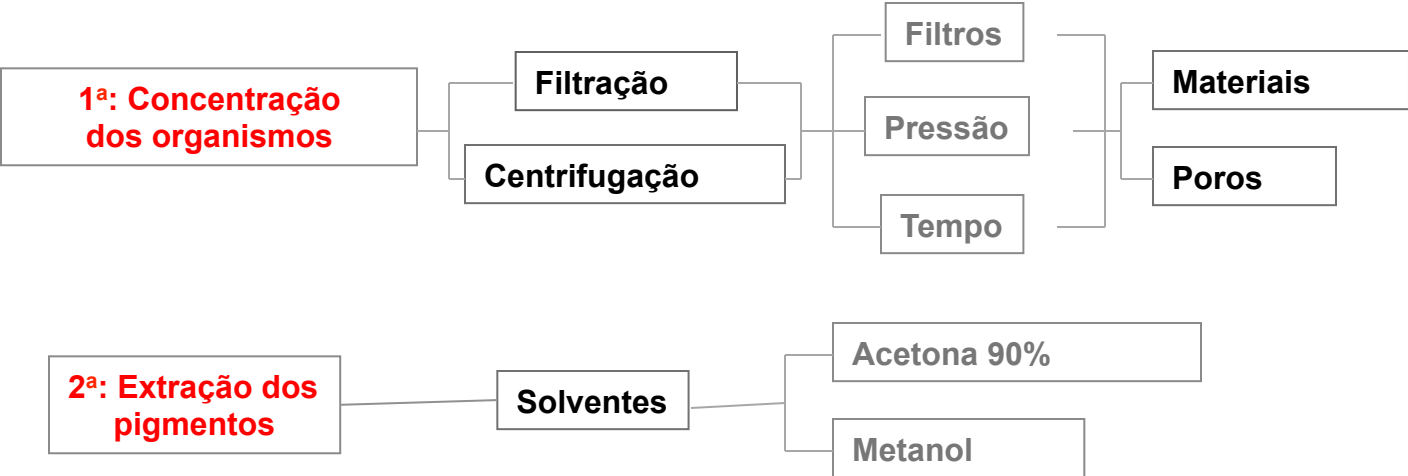 1ª: Concentração
dos organismos
Filtração
Centrifugação
Filtros
Pressão
Tempo
Materiais
Poros
2ª: Extração dos
pigmentos
Solventes
Acetona 90%
Metanol